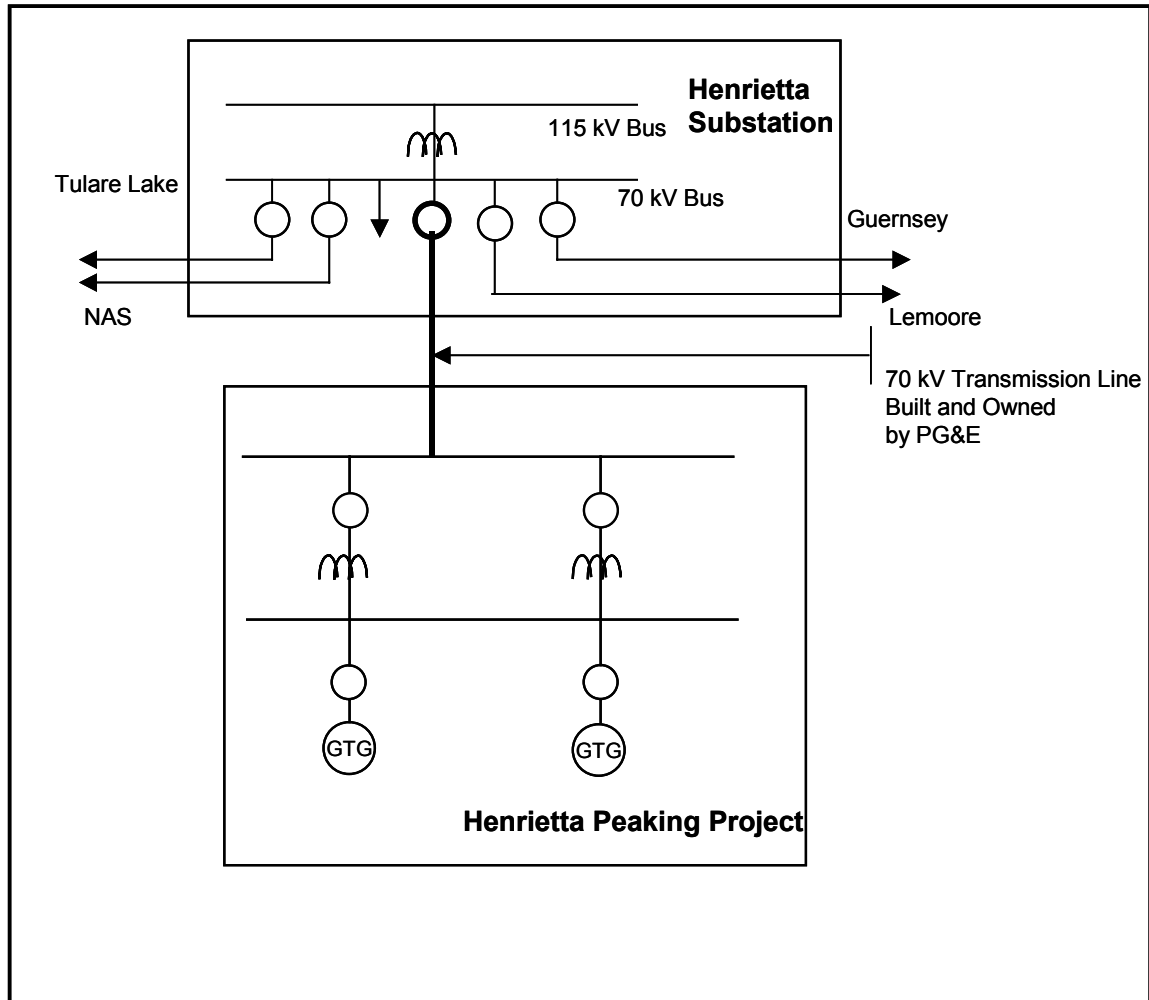 Henrietta
Substation
115 kV Bus
Tulare Lake
70 kV Bus
Guernsey
NAS
Lemoore
70 kV Transmission Line
Built and Owned
by PG&E
GTG
GTG
Henrietta Peaking Project